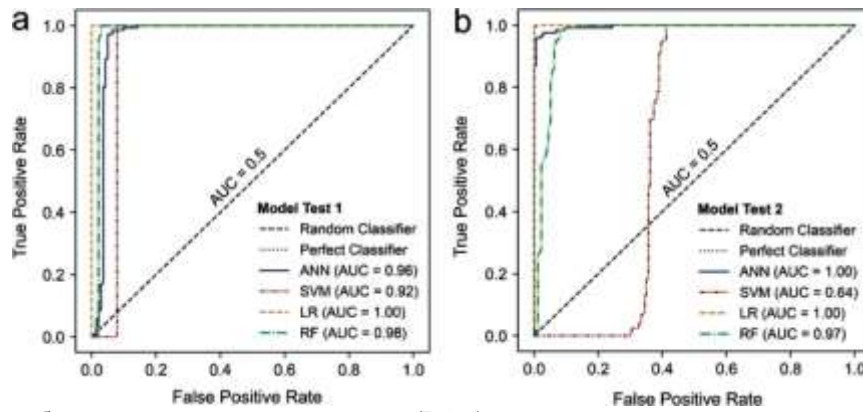 a
1.0
0.8
0.6
0.4
0.2
0.0
True Positive Rate
AUC = 0.5
Model Test 1
Random Classifier
Perfect Classifier
ANN (AUC = 0.96)
SVM (AUC = 0.92)
LR (AUC = 1.00)
RF (AUC = 0.98)
0.0 0.2 0.4 0.6 0.8 1.0
False Positive Rate
b
1.0
0.8
0.6
0.4
0.2
0.0
True Positive Rate
AUC = 0.5
Model Test 2
Random Classifier
Perfect Classifier
ANN (AUC = 1.00)
SVM (AUC = 0.64)
LR (AUC = 1.00)
RF (AUC = 0.97)
0.0 0.2 0.4 0.6 0.8 1.0
False Positive Rate